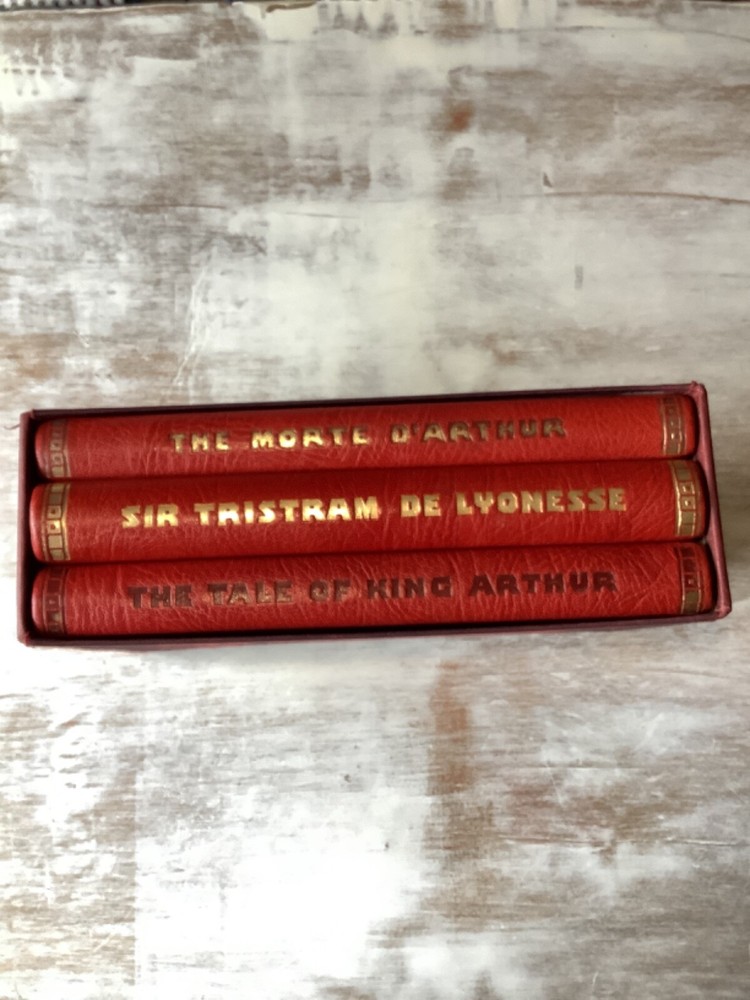 THE MORTE D'ARTHUR
SIR TRISTRAM DE LYONESSE
THE TALE OF KING ARTHUR